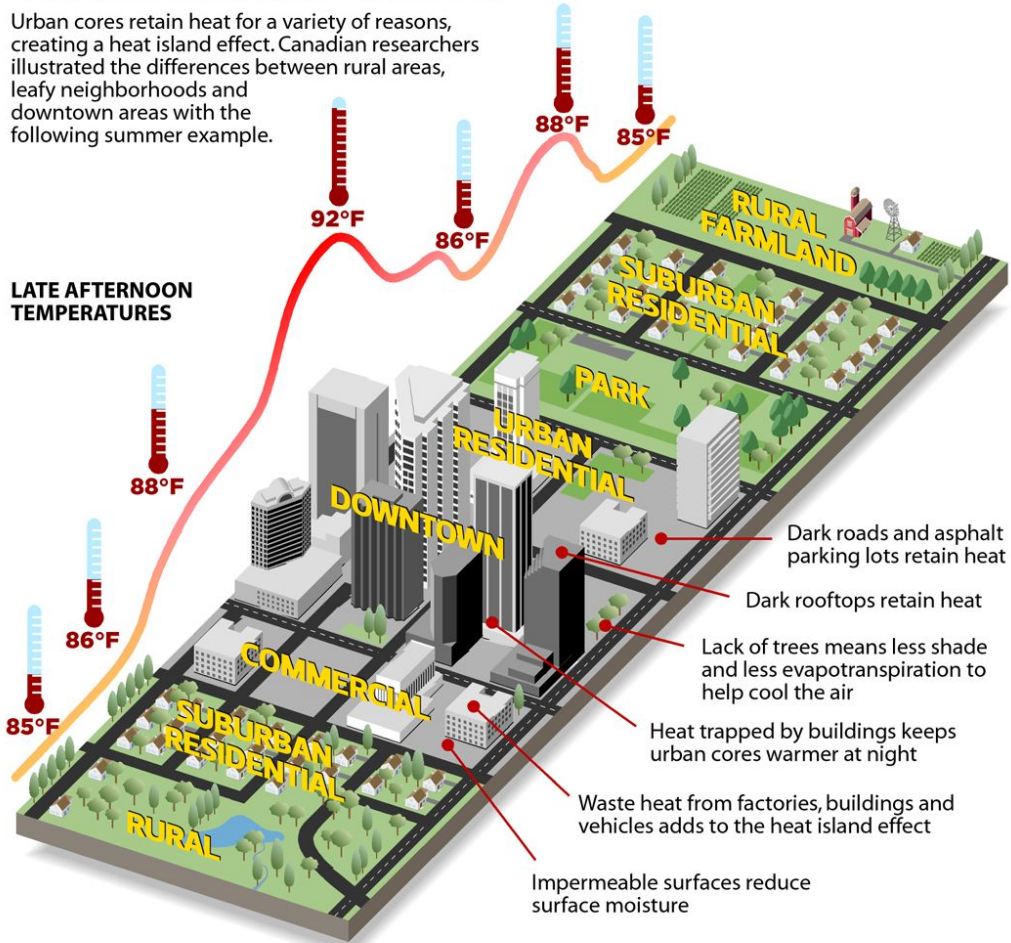 Urban cores retain heat for a variety of reasons,
creating a heat island effect. Canadian researchers
illustrated the differences between rural areas,
leafy neighborhoods and
downtown areas with the
following summer example.
88°F
85°F
92°F
86°F
LATE AFTERNOON
TEMPERATURES
88°F
86°F
85°F
RURAL
FARMLAND
SUBURBAN
RESIDENTIAL
PARK
URBAN
RESIDENTIAL
DOWNTOWN
COMMERCIAL
SUBURBAN
RESIDENTIAL
RURAL
Dark roads and asphalt
parking lots retain heat
Dark rooftops retain heat
Lack of trees means less shade
and less evapotranspiration to
help cool the air
Heat trapped by buildings keeps
urban cores warmer at night
Waste heat from factories, buildings and
vehicles adds to the heat island effect
Impermeable surfaces reduce
surface moisture